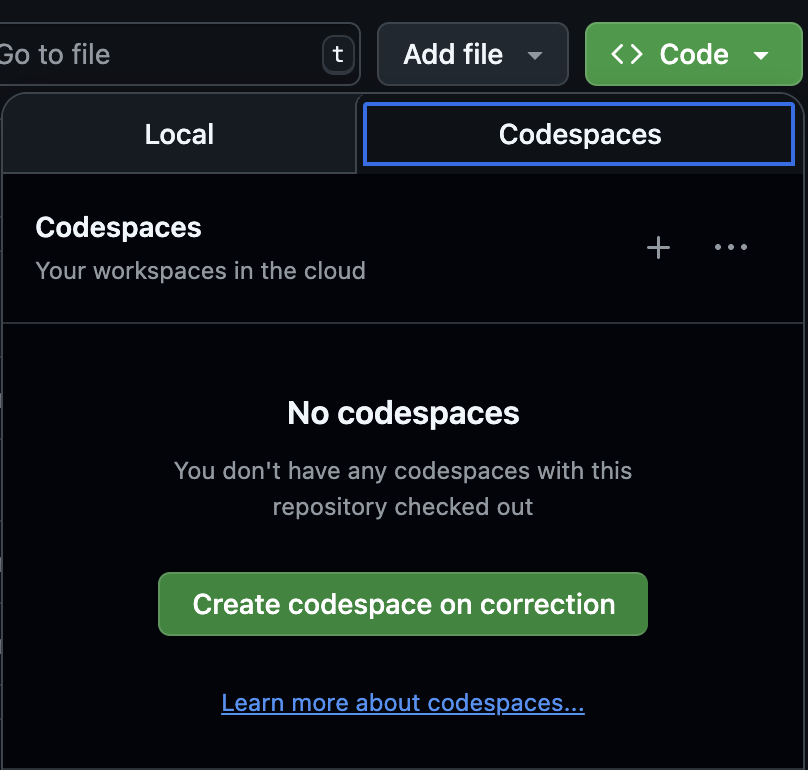 Go to file
t
Add file
Code
Local
Codespaces
Codespaces
Your workspaces in the cloud
No codespaces
You don't have any codespaces with this
repository checked out
Create codespace on correction
Learn more about codespaces...